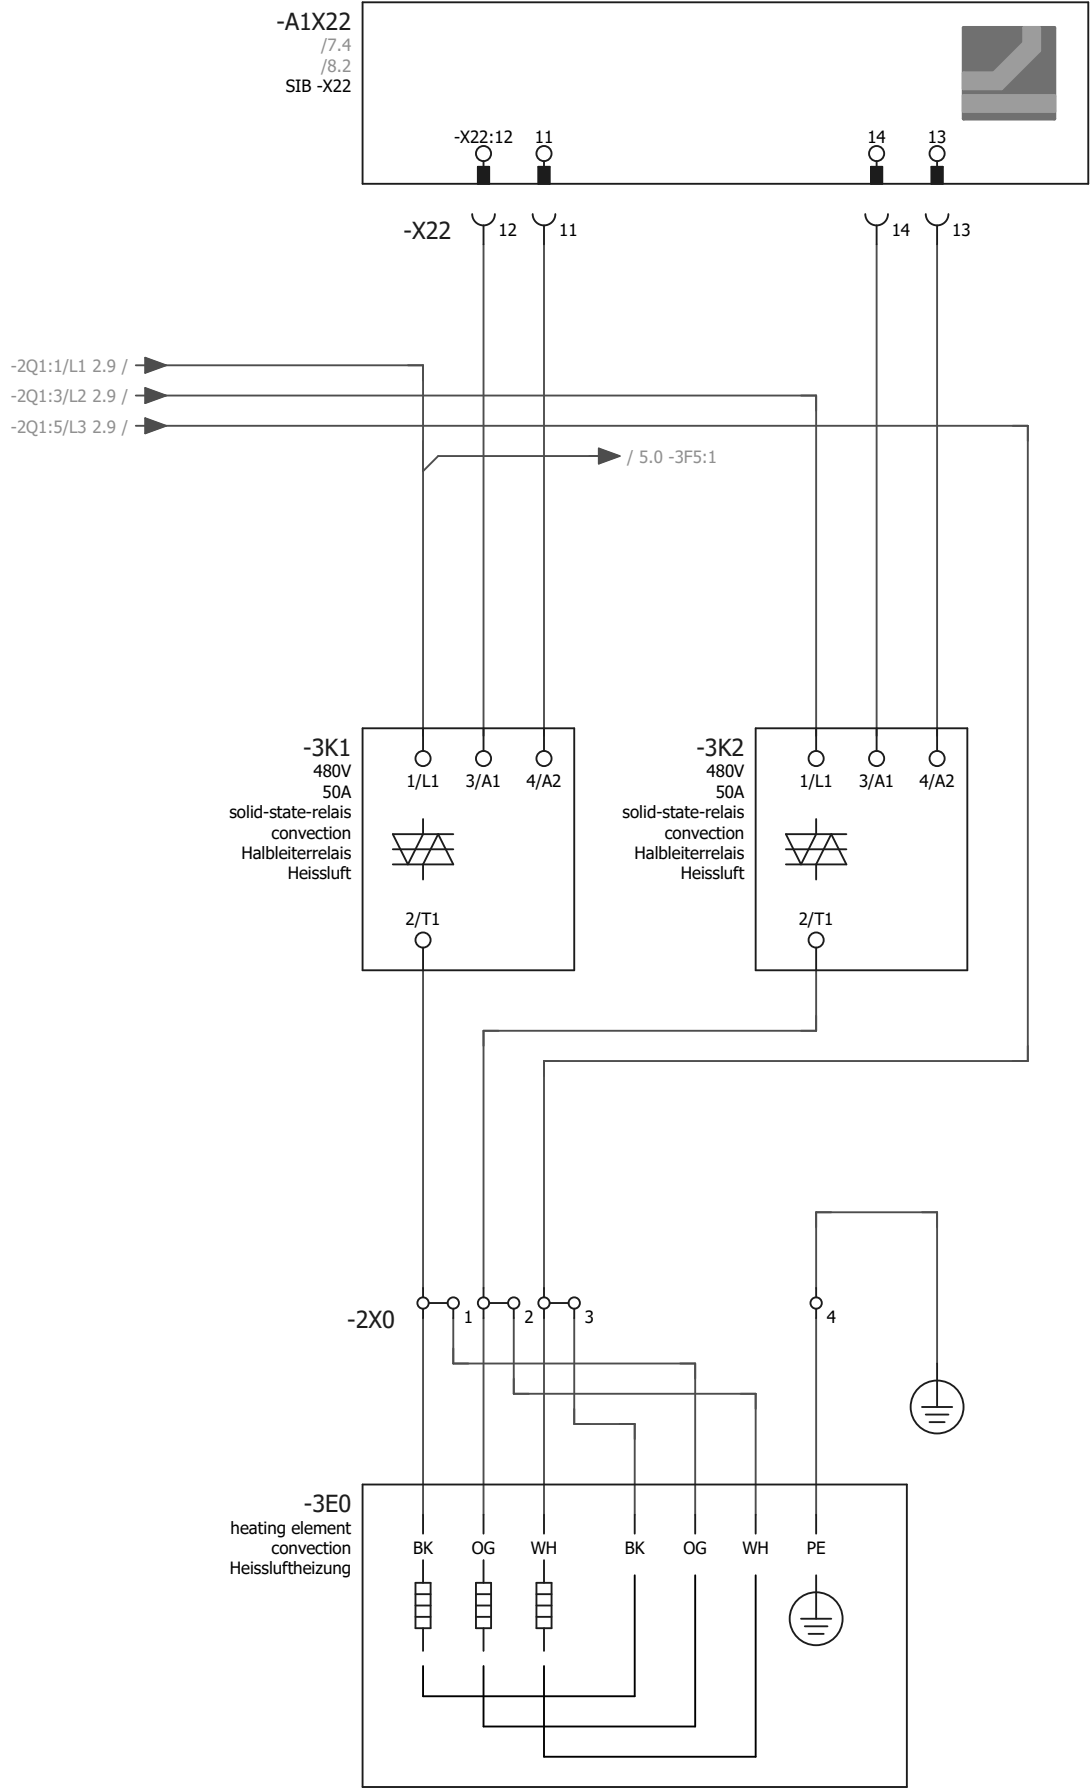 -A1X22
/7.4
/8.2
SIB -X22
-X22:12 11 14 13
-X22 12 11 14 13
-2Q1:1/L1 2.9 /
-2Q1:3/L2 2.9 /
-2Q1:5/L3 2.9 /
/ 5.0 -3F5:1
-3K1
480V
50A
solid-state-relais
convection
Halbleiterrelais
Heissluft
1/L1 3/A1 4/A2
2/T1
-3K2
480V
50A
solid-state-relais
convection
Halbleiterrelais
Heissluft
1/L1 3/A1 4/A2
2/T1
-2X0 1 2 3 4
-3E0
heating element
convection
Heissluftheizung
BK OG WH BK OG WH PE